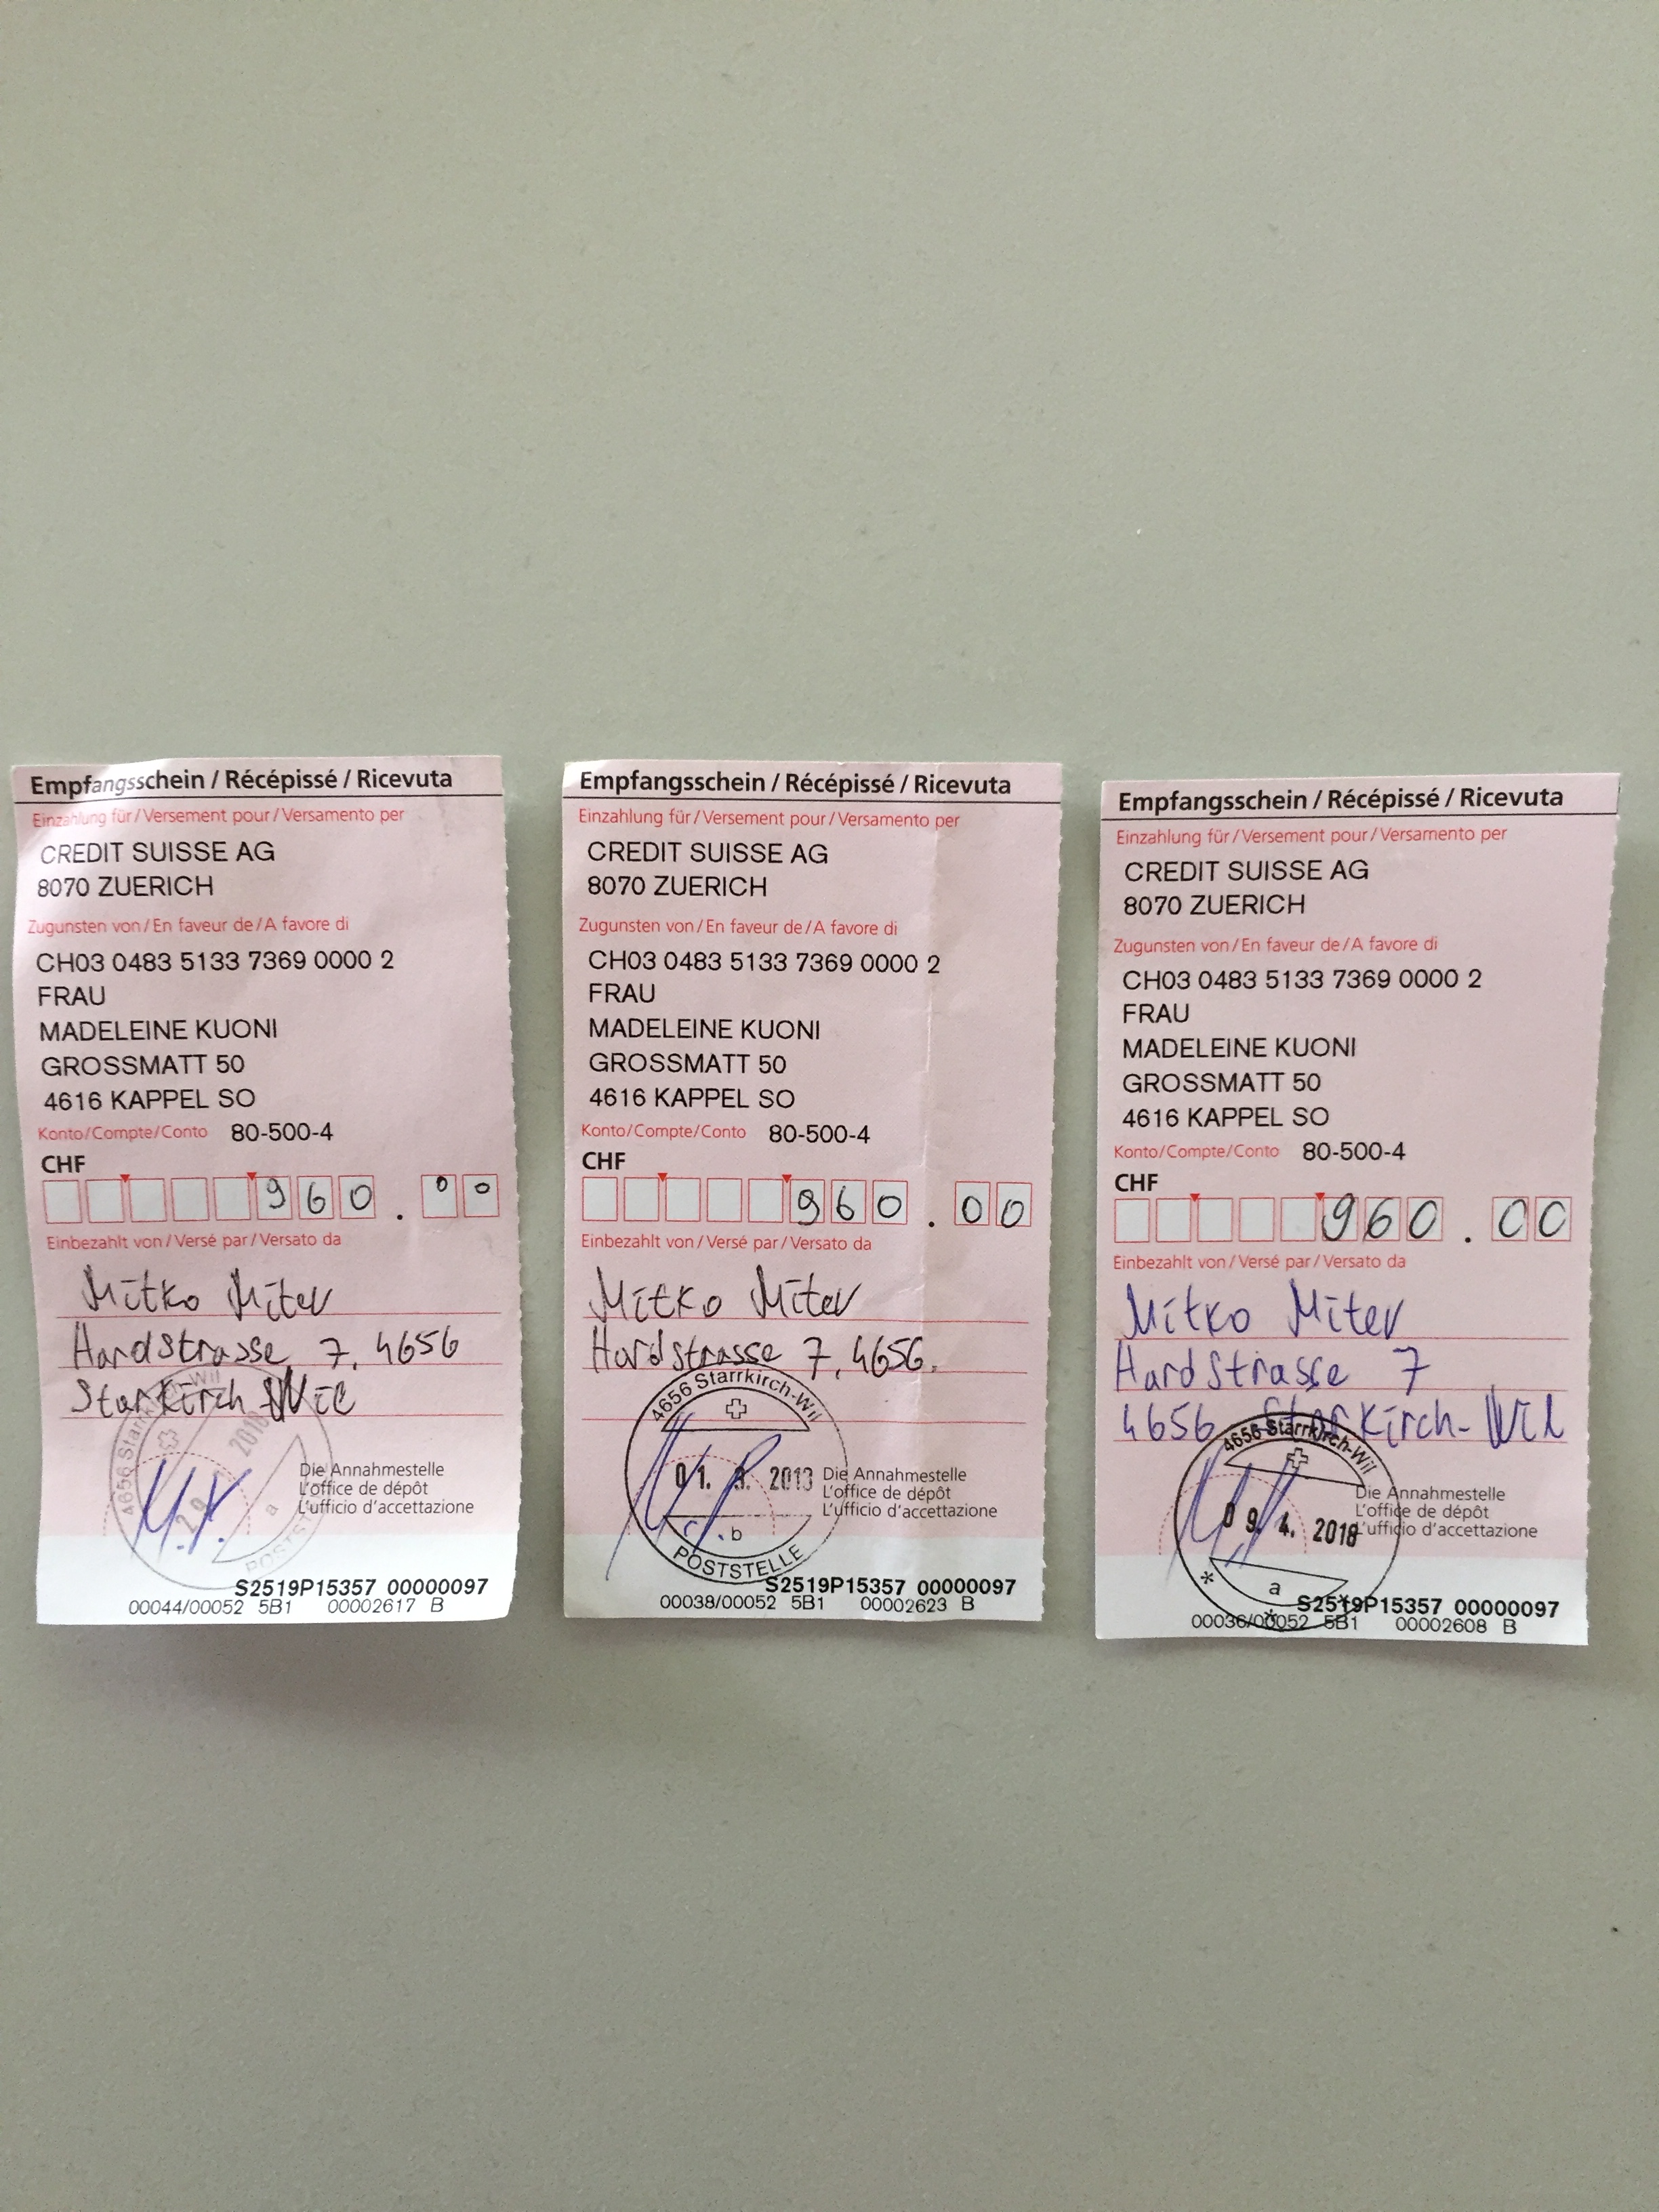 Empfangsschein / Récépissé / Ricevuta
Einzahlung für / Versement pour / Versamento per
CREDIT SUISSE AG
8070 ZUERICH
Zugunsten von / En faveur de / A favore di
CH03 0483 5133 7369 0000 2
FRAU
MADELEINE KUONI
GROSSMATT 50
4616 KAPPEL SO
Konto/Compte/Conto 80-500-4
CHF
960.00
Einbezahlt von / Versé par / Versato da
Mitko Mitev
Hardstrasse 7, 4656
Starkirch Wil
4656 Starrkirch-Wil
2018
a
POSTSTELLE
Die Annahmestelle
L'office de dépôt
L'ufficio d'accettazione
S2519P15357 00000097
00044/00052 5B1 00002617 B
Empfangsschein / Récépissé / Ricevuta
Einzahlung für / Versement pour / Versamento per
CREDIT SUISSE AG
8070 ZUERICH
Zugunsten von / En faveur de / A favore di
CH03 0483 5133 7369 0000 2
FRAU
MADELEINE KUONI
GROSSMATT 50
4616 KAPPEL SO
Konto/Compte/Conto 80-500-4
CHF
960.00
Einbezahlt von / Versé par / Versato da
Mitko Mitev
Hardstrasse 7, 4656.
4656 Starrkirch-Wil
01.
b
POSTSTELLE
Die Annahmestelle
L'office de dépôt
L'ufficio d'accettazione
S2519P15357 00000097
00038/00052 5B1 00002623 B
Empfangsschein / Récépissé / Ricevuta
Einzahlung für / Versement pour / Versamento per
CREDIT SUISSE AG
8070 ZUERICH
Zugunsten von / En faveur de / A favore di
CH03 0483 5133 7369 0000 2
FRAU
MADELEINE KUONI
GROSSMATT 50
4616 KAPPEL SO
Konto/Compte/Conto 80-500-4
CHF
960.00
Einbezahlt von / Versé par / Versato da
Mitko Mitev
Hardstrasse 7
4656 Starkirch-Wil
4656 Starrkirch-Wil
09. 4. 2018
* a *
Die Annahmestelle
L'office de dépôt
L'ufficio d'accettazione
S2519P15357 00000097
00036/00052 5B1 00002608 B